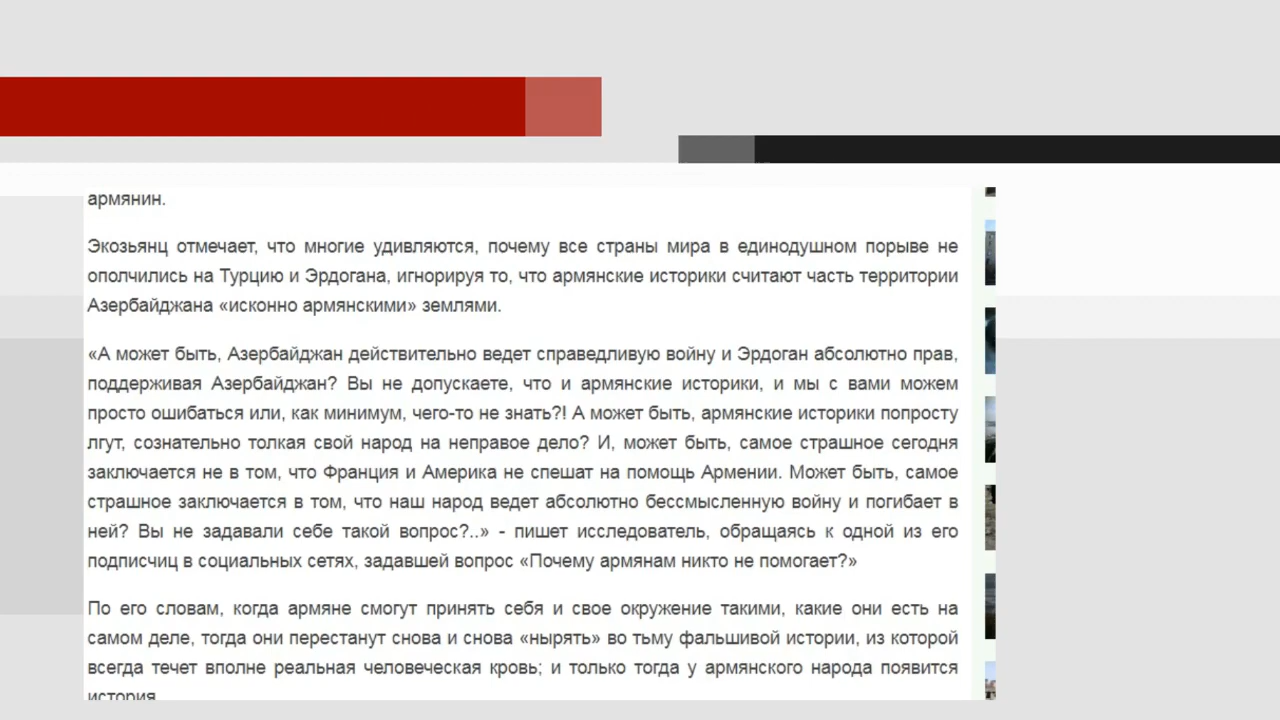 армянин.
Экозьянц отмечает, что многие удивляются, почему все страны мира в единодушном порыве не
ополчились на Турцию и Эрдогана, игнорируя то, что армянские историки считают часть территории
Азербайджана «исконно армянскими» землями.
«А может быть, Азербайджан действительно ведет справедливую войну и Эрдоган абсолютно прав,
поддерживая Азербайджан? Вы не допускаете, что и армянские историки, и мы с вами можем
просто ошибаться или, как минимум, чего-то не знать?! А может быть, армянские историки попросту
лгут, сознательно толкая свой народ на неправое дело? И, может быть, самое страшное сегодня
заключается не в том, что Франция и Америка не спешат на помощь Армении. Может быть, самое
страшное заключается в том, что наш народ ведет абсолютно бессмысленную войну и погибает в
ней? Вы не задавали себе такой вопрос?..» - пишет исследователь, обращаясь к одной из его
подписчиц в социальных сетях, задавшей вопрос «Почему армянам никто не помогает?»
По его словам, когда армяне смогут принять себя и свое окружение такими, какие они есть на
самом деле, тогда они перестанут снова и снова «нырять» во тьму фальшивой истории, из которой
всегда течет вполне реальная человеческая кровь; и только тогда у армянского народа появится
история.